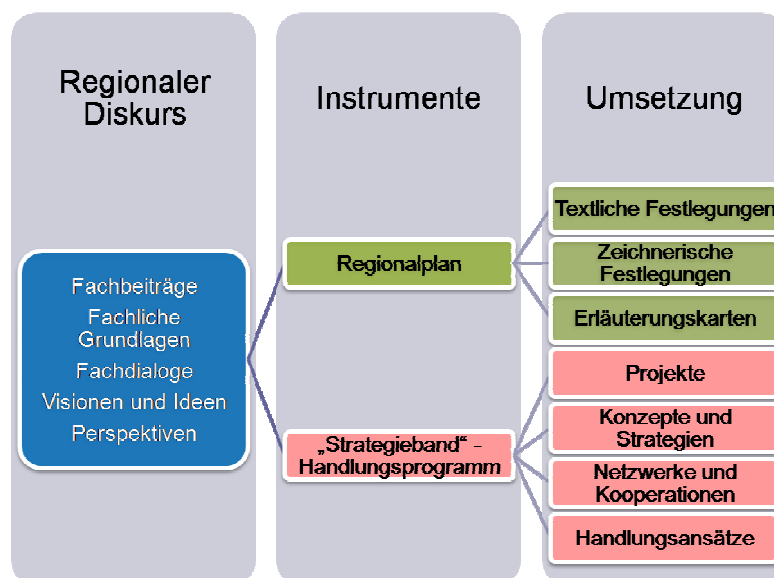 Regionaler
Diskurs
Fachbeiträge
Fachliche
Grundlagen
Fachdialoge
Visionen und Ideen
Perspektiven
Instrumente
Regionalplan
„Strategieband“ -
Handlungsprogramm
Umsetzung
Textliche Festlegungen
Zeichnerische
Festlegungen
Erläuterungskarten
Projekte
Konzepte und
Strategien
Netzwerke und
Kooperationen
Handlungsansätze